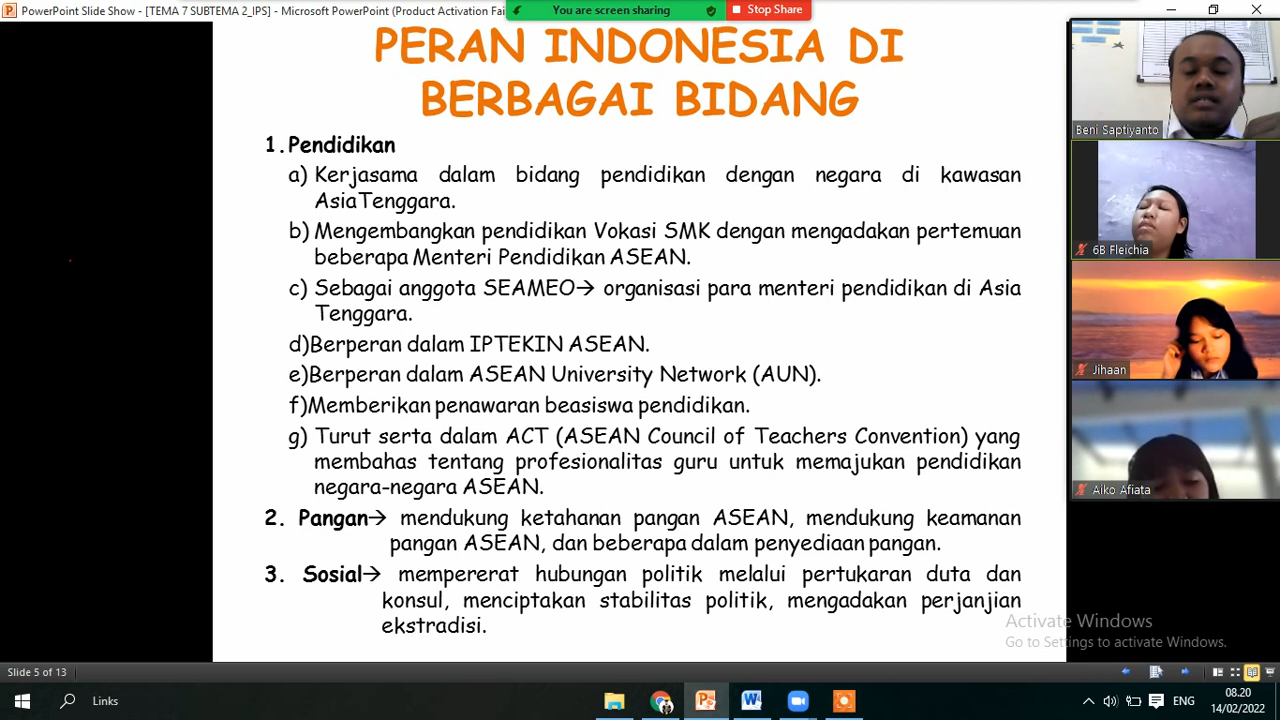 PowerPoint Slide Show - [TEMA 7 SUBTEMA 2_IPS] - Microsoft PowerPoint (Product Activation Fai
You are screen sharing
Stop Share
PERAN INDONESIA DI
BERBAGAI BIDANG
1. Pendidikan
a) Kerjasama dalam bidang pendidikan dengan negara di kawasan
AsiaTenggara.
b) Mengembangkan pendidikan Vokasi SMK dengan mengadakan pertemuan
beberapa Menteri Pendidikan ASEAN.
c) Sebagai anggota SEAMEO→ organisasi para menteri pendidikan di Asia
Tenggara.
d)Berperan dalam IPTEKIN ASEAN.
e)Berperan dalam ASEAN University Network (AUN).
f)Memberikan penawaran beasiswa pendidikan.
g) Turut serta dalam ACT (ASEAN Council of Teachers Convention) yang
membahas tentang profesionalitas guru untuk memajukan pendidikan
negara-negara ASEAN.
2. Pangan→ mendukung ketahanan pangan ASEAN, mendukung keamanan
pangan ASEAN, dan beberapa dalam penyediaan pangan.
3. Sosial→ mempererat hubungan politik melalui pertukaran duta dan
konsul, menciptakan stabilitas politik, mengadakan perjanjian
ekstradisi.
Beni Saptiyanto
6B Fleichia
Jihaan
Aiko Afiata
Activate Windows
Go to Settings to activate Windows.
Slide 5 of 13
Links
ENG
08.20
14/02/2022